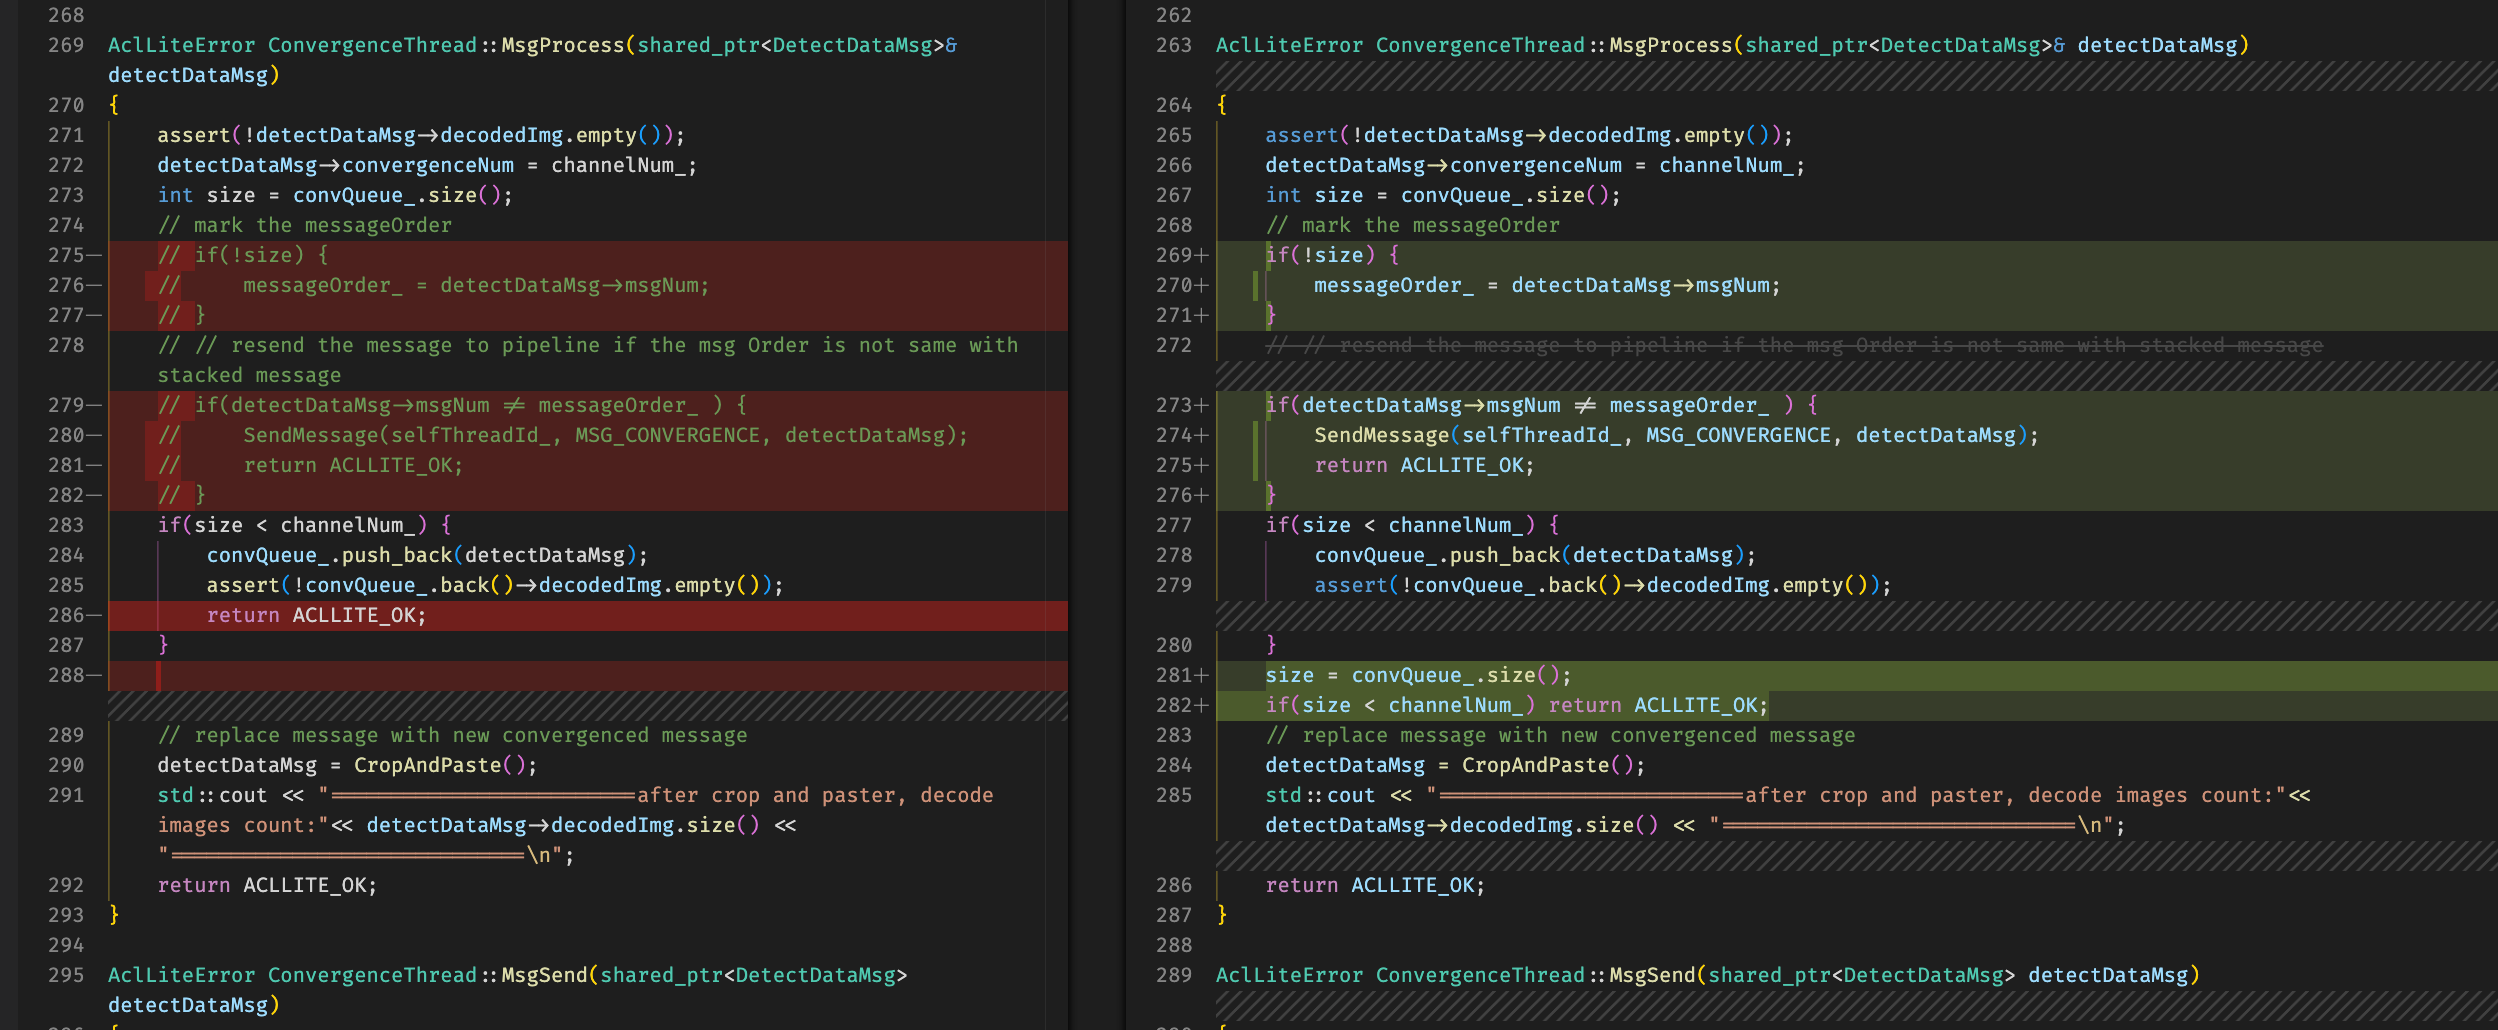 268
269 AclLiteError ConvergenceThread::MsgProcess(shared_ptr<DetectDataMsg>&
detectDataMsg)
270 {
271     assert(!detectDataMsg->decodedImg.empty());
272     detectDataMsg->convergenceNum = channelNum_;
273     int size = convQueue_.size();
274     // mark the messageOrder
275—    // if(!size) {
276—    //     messageOrder_ = detectDataMsg->msgNum;
277—    // }
278     // // resend the message to pipeline if the msg Order is not same with
stacked message
279—    // if(detectDataMsg->msgNum != messageOrder_ ) {
280—    //     SendMessage(selfThreadId_, MSG_CONVERGENCE, detectDataMsg);
281—    //     return ACLLITE_OK;
282—    // }
283     if(size < channelNum_) {
284         convQueue_.push_back(detectDataMsg);
285         assert(!convQueue_.back()->decodedImg.empty());
286—        return ACLLITE_OK;
287     }
288—
289     // replace message with new convergenced message
290     detectDataMsg = CropAndPaste();
291     std::cout << "=========================after crop and paster, decode
images count:"<< detectDataMsg->decodedImg.size() <<
"=============================\n";
292     return ACLLITE_OK;
293 }
294
295 AclLiteError ConvergenceThread::MsgSend(shared_ptr<DetectDataMsg>
detectDataMsg)
262
263 AclLiteError ConvergenceThread::MsgProcess(shared_ptr<DetectDataMsg>& detectDataMsg)
264 {
265     assert(!detectDataMsg->decodedImg.empty());
266     detectDataMsg->convergenceNum = channelNum_;
267     int size = convQueue_.size();
268     // mark the messageOrder
269+    if(!size) {
270+        messageOrder_ = detectDataMsg->msgNum;
271+    }
272     // // resend the message to pipeline if the msg Order is not same with stacked message
273+    if(detectDataMsg->msgNum != messageOrder_ ) {
274+        SendMessage(selfThreadId_, MSG_CONVERGENCE, detectDataMsg);
275+        return ACLLITE_OK;
276+    }
277     if(size < channelNum_) {
278         convQueue_.push_back(detectDataMsg);
279         assert(!convQueue_.back()->decodedImg.empty());
280     }
281+    size = convQueue_.size();
282+    if(size < channelNum_) return ACLLITE_OK;
283     // replace message with new convergenced message
284     detectDataMsg = CropAndPaste();
285     std::cout << "=========================after crop and paster, decode images count:"<<
detectDataMsg->decodedImg.size() << "=============================\n";
286     return ACLLITE_OK;
287 }
288
289 AclLiteError ConvergenceThread::MsgSend(shared_ptr<DetectDataMsg> detectDataMsg)